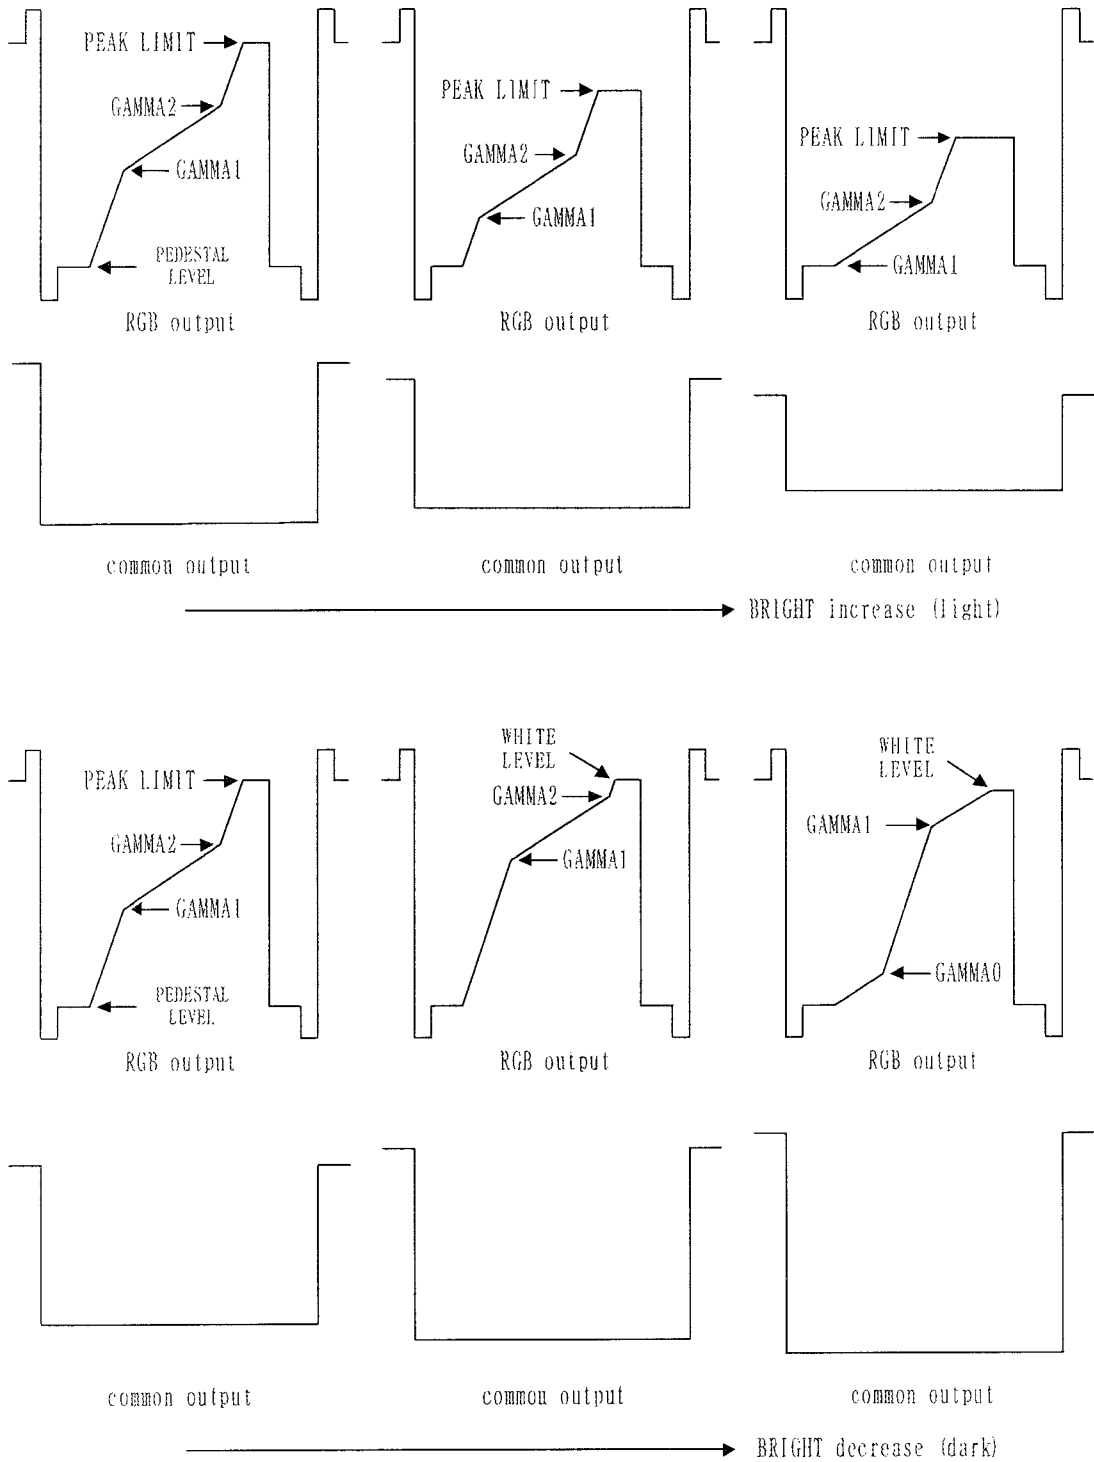 PEAK LIMIT
GAMMA2
GAMMA1
PEDESTAL
LEVEL
RGB output
PEAK LIMIT
GAMMA2
GAMMA1
RGB output
PEAK LIMIT
GAMMA2
GAMMA1
RGB output
common output
common output
common output
BRIGHT increase (light)
PEAK LIMIT
GAMMA2
GAMMA1
PEDESTAL
LEVEL
RGB output
WHITE
LEVEL
GAMMA2
GAMMA1
RGB output
WHITE
LEVEL
GAMMA1
GAMMA0
RGB output
common output
common output
common output
BRIGHT decrease (dark)